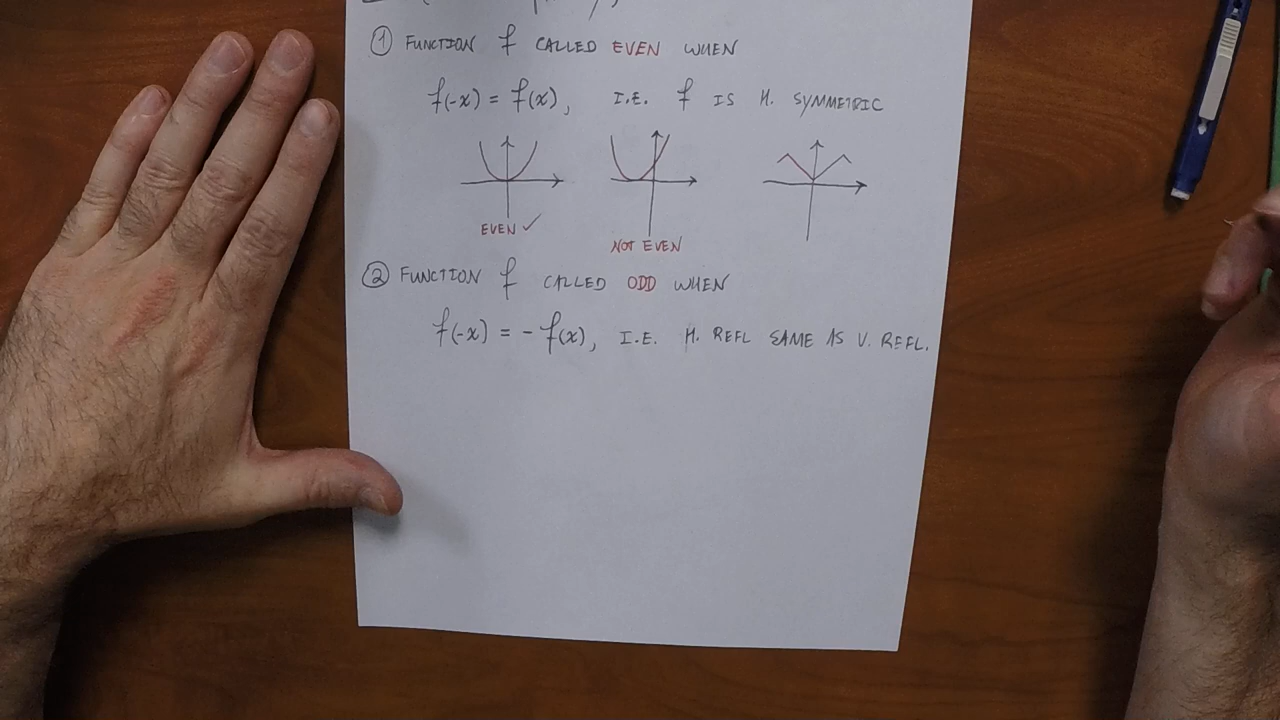 ① FUNCTION f CALLED EVEN WHEN
f(-x) = f(x), I.E. f IS H. SYMMETRIC
EVEN ✓
NOT EVEN
② FUNCTION f CALLED ODD WHEN
f(-x) = - f(x), I.E. H. REFL SAME AS V. REFL.